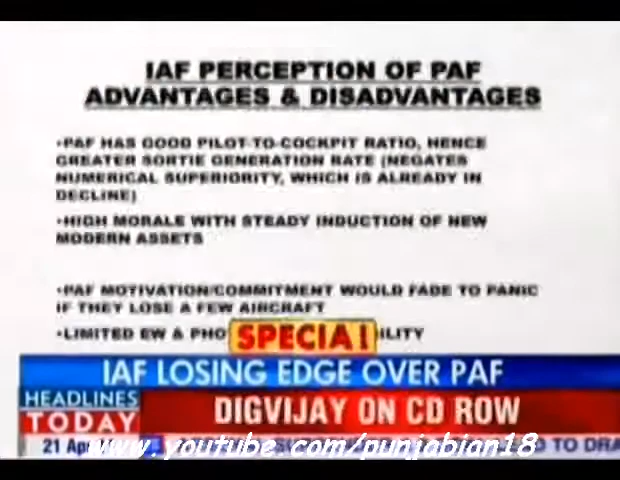 IAF PERCEPTION OF PAF
ADVANTAGES & DISADVANTAGES
•PAF HAS GOOD PILOT-TO-COCKPIT RATIO, HENCE
GREATER SORTIE GENERATION RATE (NEGATES
NUMERICAL SUPERIORITY, WHICH IS ALREADY IN
DECLINE)
•HIGH MORALE WITH STEADY INDUCTION OF NEW
MODERN ASSETS
•PAF MOTIVATION/COMMITMENT WOULD FADE TO PANIC
IF THEY LOSE A FEW AIRCRAFT
•LIMITED EW & PHO ILITY
SPECIAL
IAF LOSING EDGE OVER PAF
HEADLINES
TODAY
DIGVIJAY ON CD ROW
21 Ap
www.youtube.com/punjabian18
D TO DRA